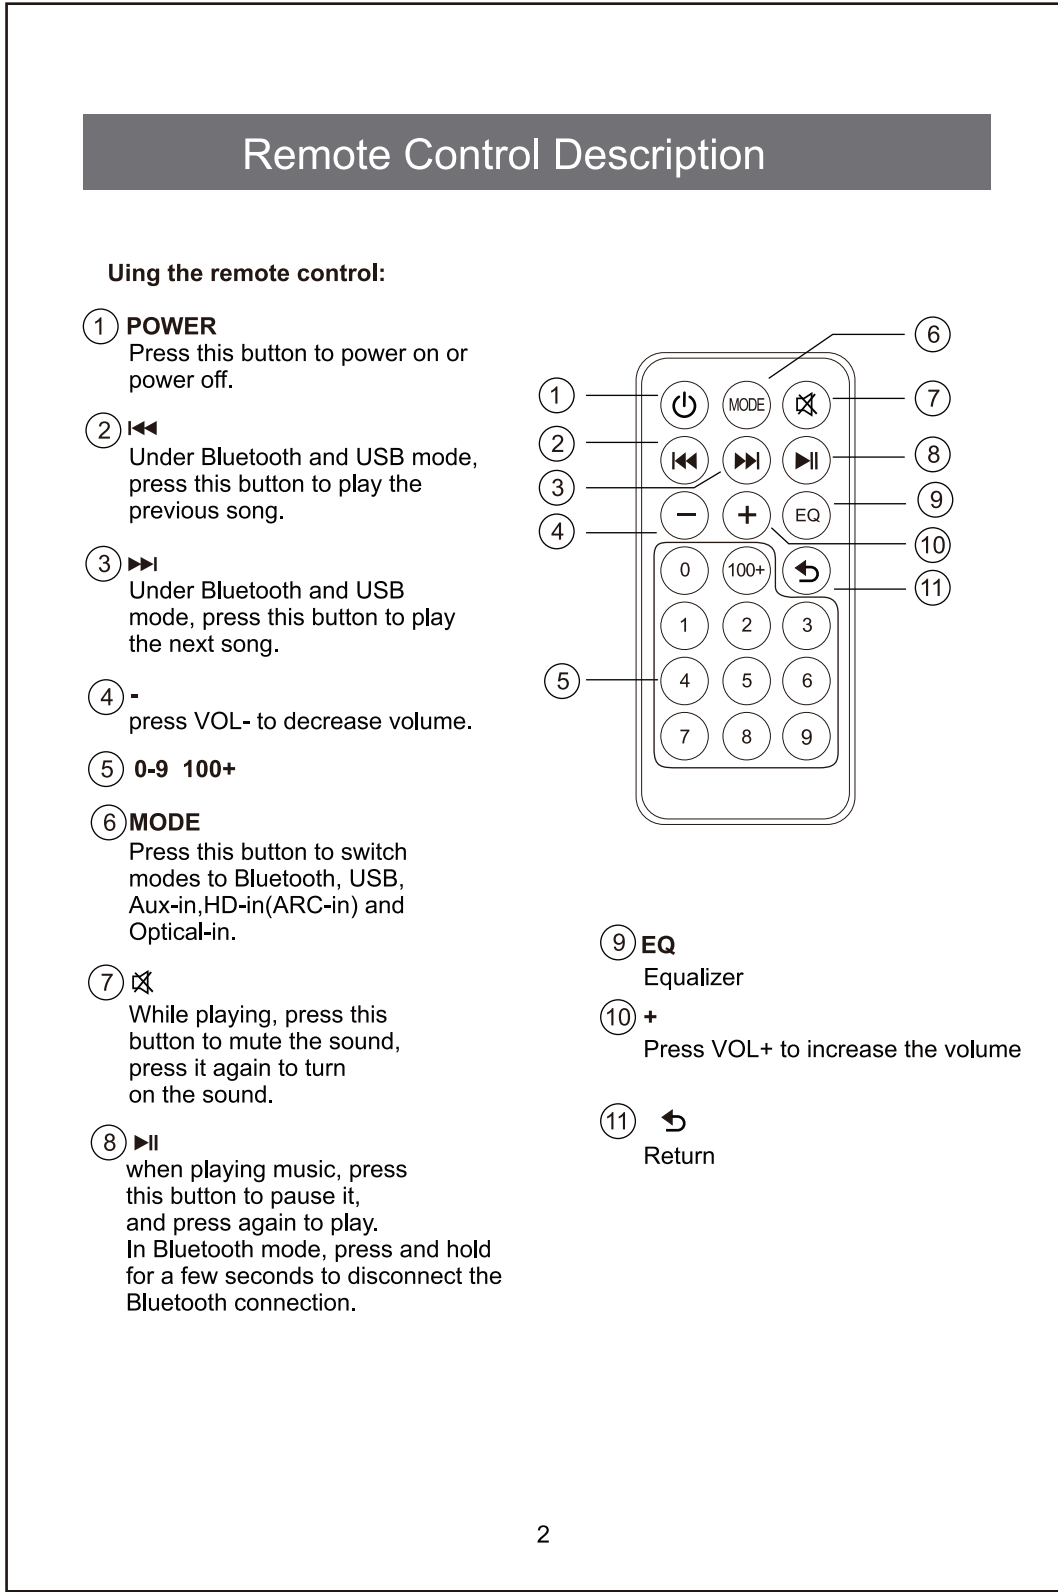 Remote Control Description
Uing the remote control:
1 POWER
Press this button to power on or
power off.
2
Under Bluetooth and USB mode,
press this button to play the
previous song.
3
Under Bluetooth and USB
mode, press this button to play
the next song.
4 -
press VOL- to decrease volume.
5 0-9 100+
6 MODE
Press this button to switch
modes to Bluetooth, USB,
Aux-in,HD-in(ARC-in) and
Optical-in.
7
While playing, press this
button to mute the sound,
press it again to turn
on the sound.
8
when playing music, press
this button to pause it,
and press again to play.
In Bluetooth mode, press and hold
for a few seconds to disconnect the
Bluetooth connection.
6
1 MODE 7
2 8
3
- + EQ 9
4 10
0 100+ 11
1 2 3
5 4 5 6
7 8 9
9 EQ
Equalizer
10 +
Press VOL+ to increase the volume
11
Return
2